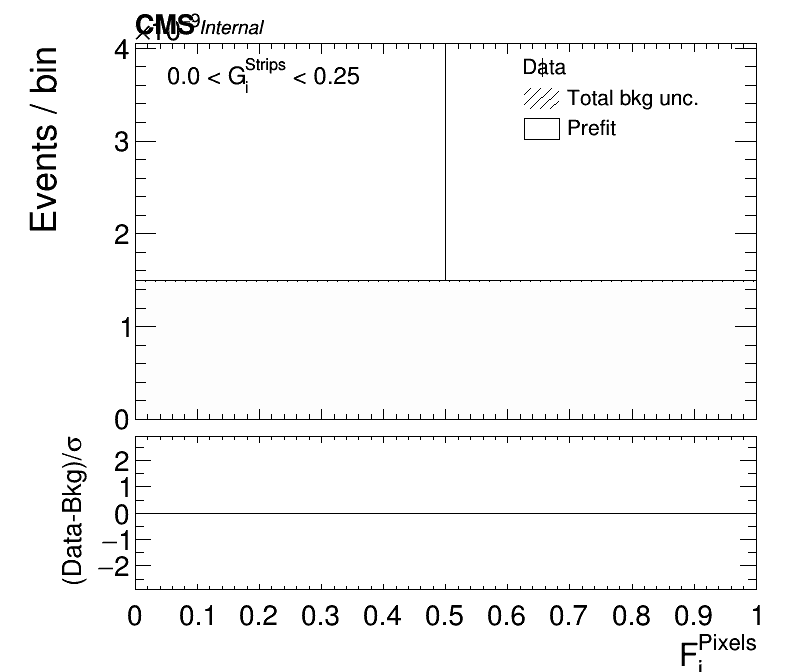 CMS Internal
×10⁻⁹
0.0 < G_i^Strips < 0.25
Data
Total bkg unc.
Prefit
Events / bin
4
3
2
1
0
(Data-Bkg)/σ
2
1
0
−1
−2
0 0.1 0.2 0.3 0.4 0.5 0.6 0.7 0.8 0.9 1
F_i^Pixels